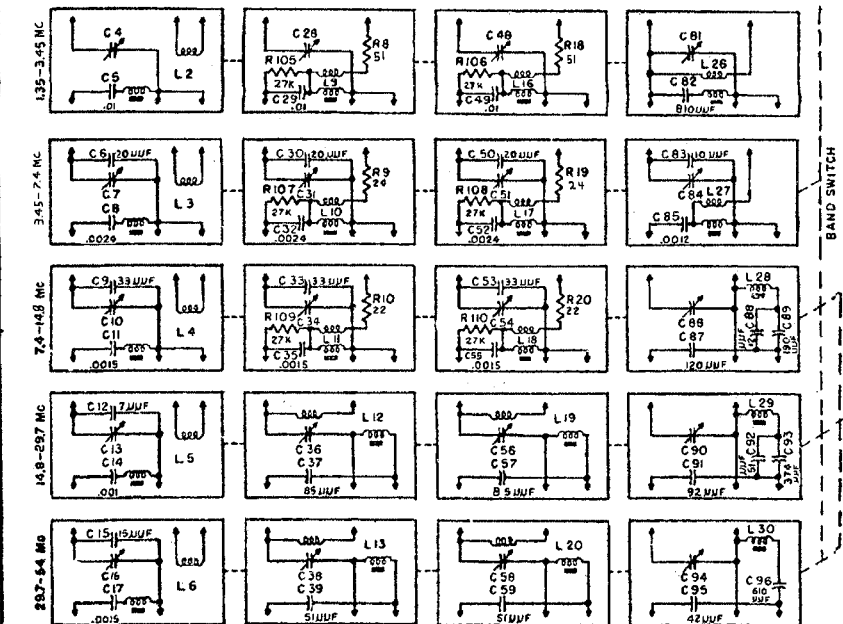 1.35-3.45 MC
C4
C5
.01
L2
C28
R105
27K
C29
.01
L9
R8
51
C48
R106
27K
C49
.01
L16
R18
51
C81
L26
C82
810UUF
3.45-7.4 MC
C6 20UUF
C7
C8
.0024
L3
C30 20UUF
R107 C31
27K
C32
.0024
L10
R9
24
C50 20UUF
R108 C51
27K
C52
.0024
L17
R19
24
C83 10UUF
C84 L27
C85
.0012
7.4-14.8 MC
C9 33UUF
C10
C11
.0015
L4
C33 33UUF
R109 C34
27K
C35
.0015
L11
R10
22
C53 33UUF
R110 C54
27K
C55
.0015
L18
R20
22
L28
C86
C87
120UUF
C88
C89
190
UUF
14.8-29.7 MC
C12 7UUF
C13
C14
.001
L5
L12
C36
C37
85UUF
L19
C56
C57
85UUF
L29
C90
C91
92UUF
C92
51
UUF
C93
376
UUF
29.7-54 MC
C15 15UUF
C16
C17
.0015
L6
L13
C38
C39
51UUF
L20
C58
C59
51UUF
L30
C94
C95
42UUF
C96
610
UUF
BAND SWITCH